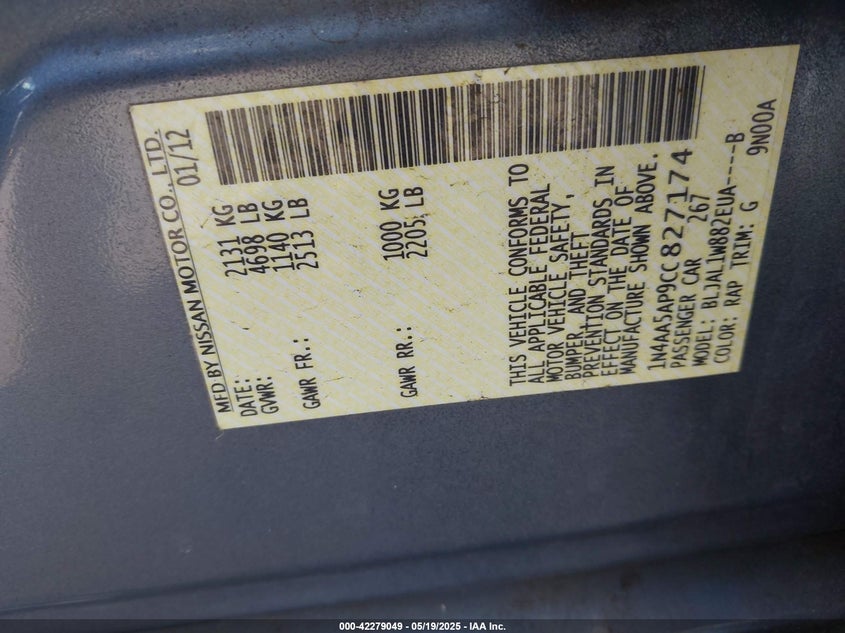 MFD BY NISSAN MOTOR CO., LTD.
DATE: 01/12
GVWR: 2131 KG
4698 LB
GAWR FR.: 1140 KG
2513 LB
GAWR RR.: 1000 KG
2205 LB
THIS VEHICLE CONFORMS TO
ALL APPLICABLE FEDERAL
MOTOR VEHICLE SAFETY,
BUMPER, AND THEFT
PREVENTION STANDARDS IN
EFFECT ON THE DATE OF
MANUFACTURE SHOWN ABOVE.
1N4AA5AP9CC827174
PASSENGER CAR 267
MODEL: BLJAL1W882EUA----B
COLOR: RAP TRIM: G 9N00A
000-42279049 - 05/19/2025 - IAA Inc.